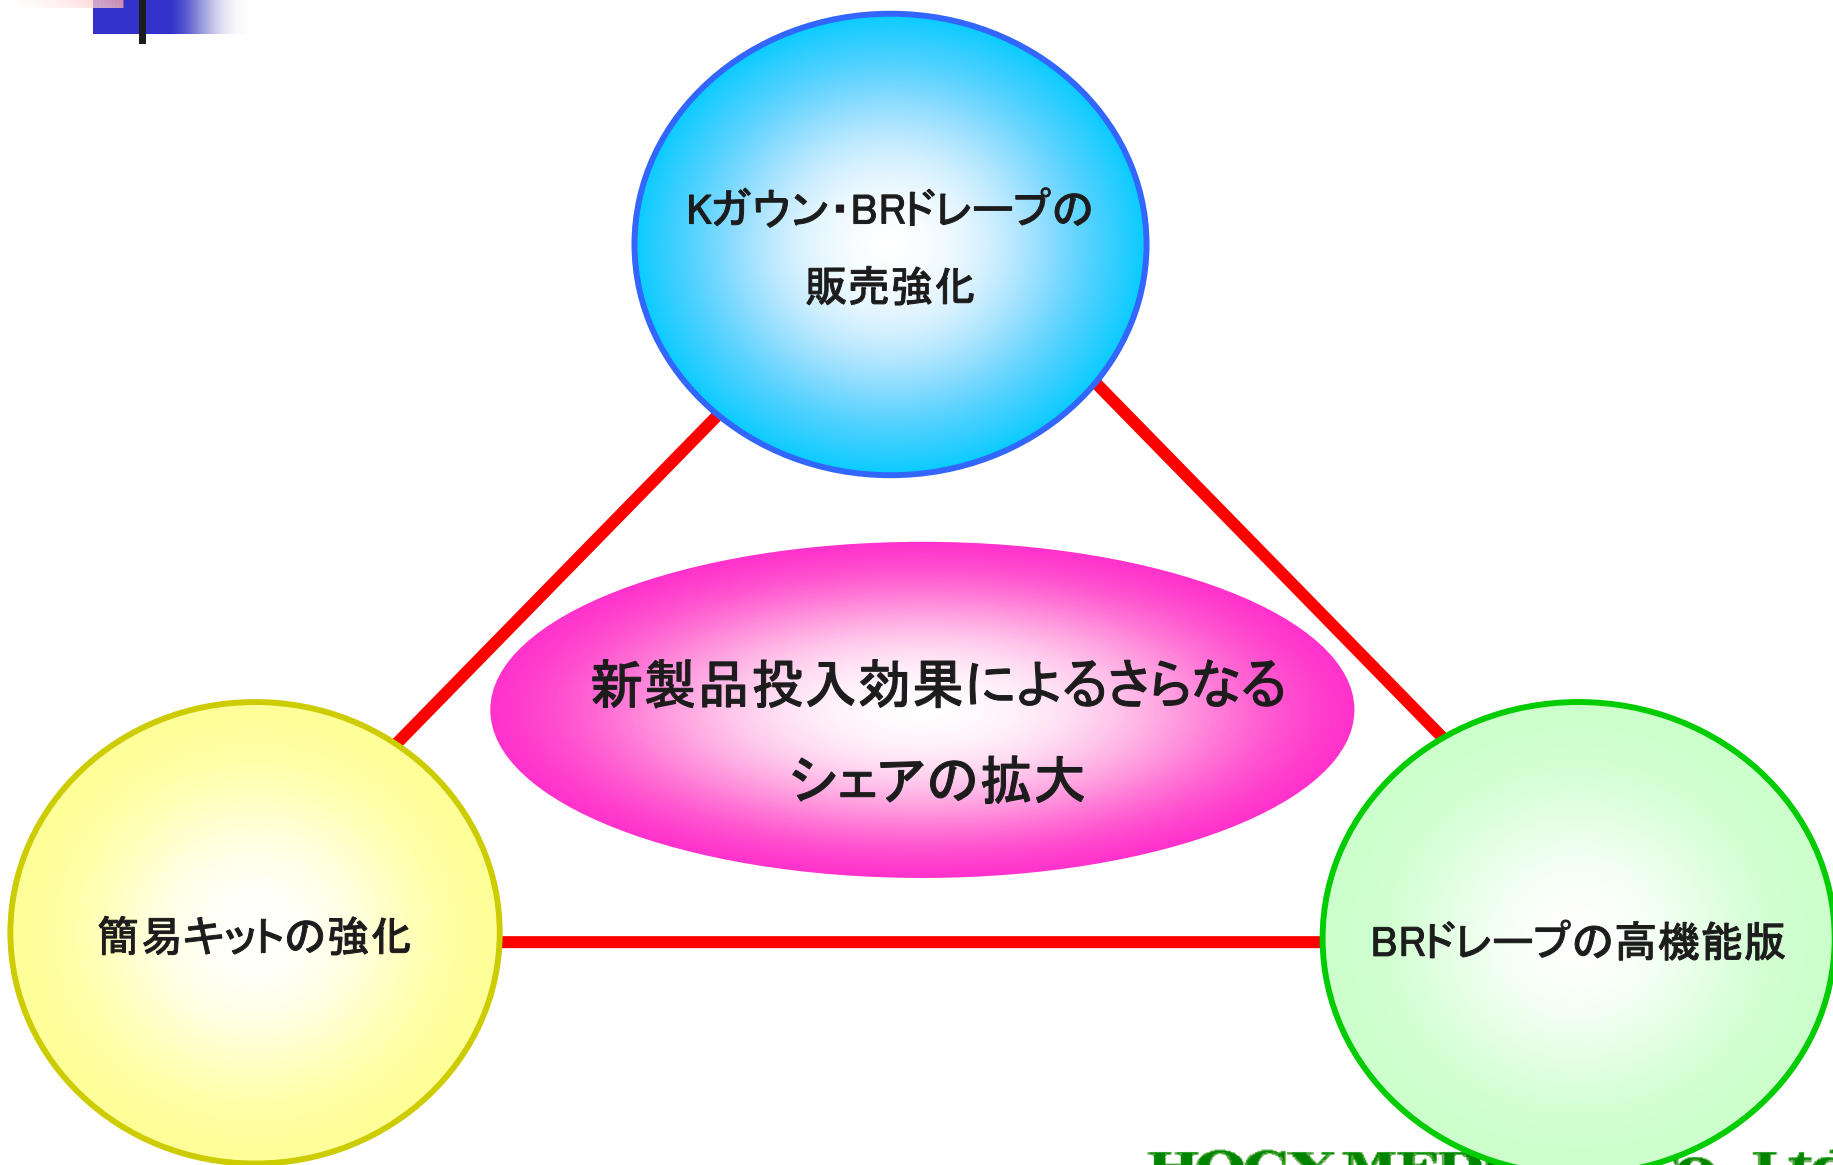 Kガウン・BRドレープの
販売強化
新製品投入効果によるさらなる
シェアの拡大
簡易キットの強化
BRドレープの高機能版
HOGY